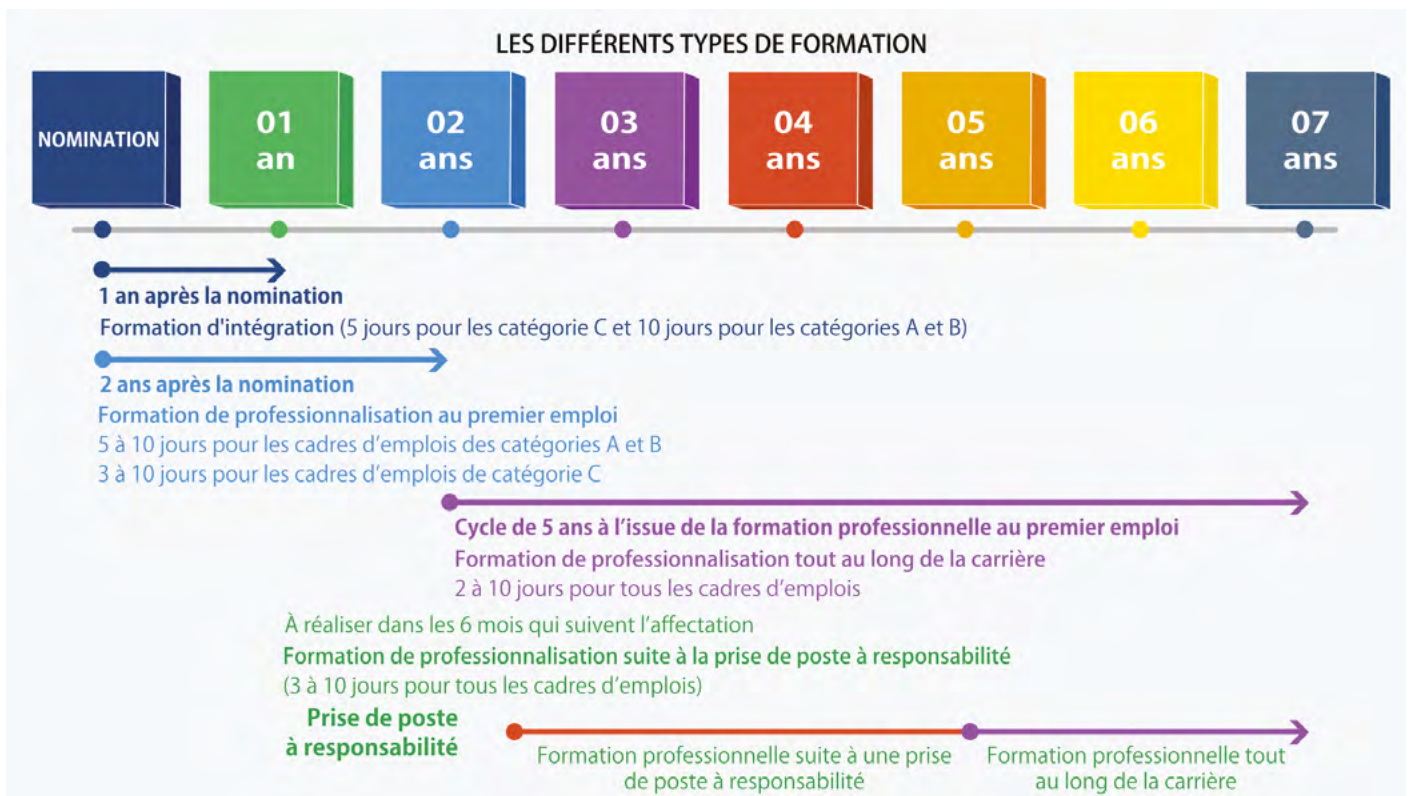 LES DIFFÉRENTS TYPES DE FORMATION
NOMINATION
01
an
02
ans
03
ans
04
ans
05
ans
06
ans
07
ans
1 an après la nomination
Formation d'intégration (5 jours pour les catégorie C et 10 jours pour les catégories A et B)
2 ans après la nomination
Formation de professionnalisation au premier emploi
5 à 10 jours pour les cadres d’emplois des catégories A et B
3 à 10 jours pour les cadres d’emplois de catégorie C
Cycle de 5 ans à l’issue de la formation professionnelle au premier emploi
Formation de professionnalisation tout au long de la carrière
2 à 10 jours pour tous les cadres d’emplois
À réaliser dans les 6 mois qui suivent l’affectation
Formation de professionnalisation suite à la prise de poste à responsabilité
(3 à 10 jours pour tous les cadres d’emplois)
Prise de poste
à responsabilité
Formation professionnelle suite à une prise
de poste à responsabilité
Formation professionnelle tout
au long de la carrière